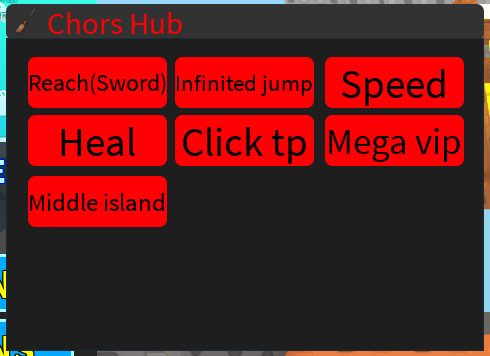 Chors Hub
Reach(Sword) Infinited jump Speed
Heal Click tp Mega vip
Middle island